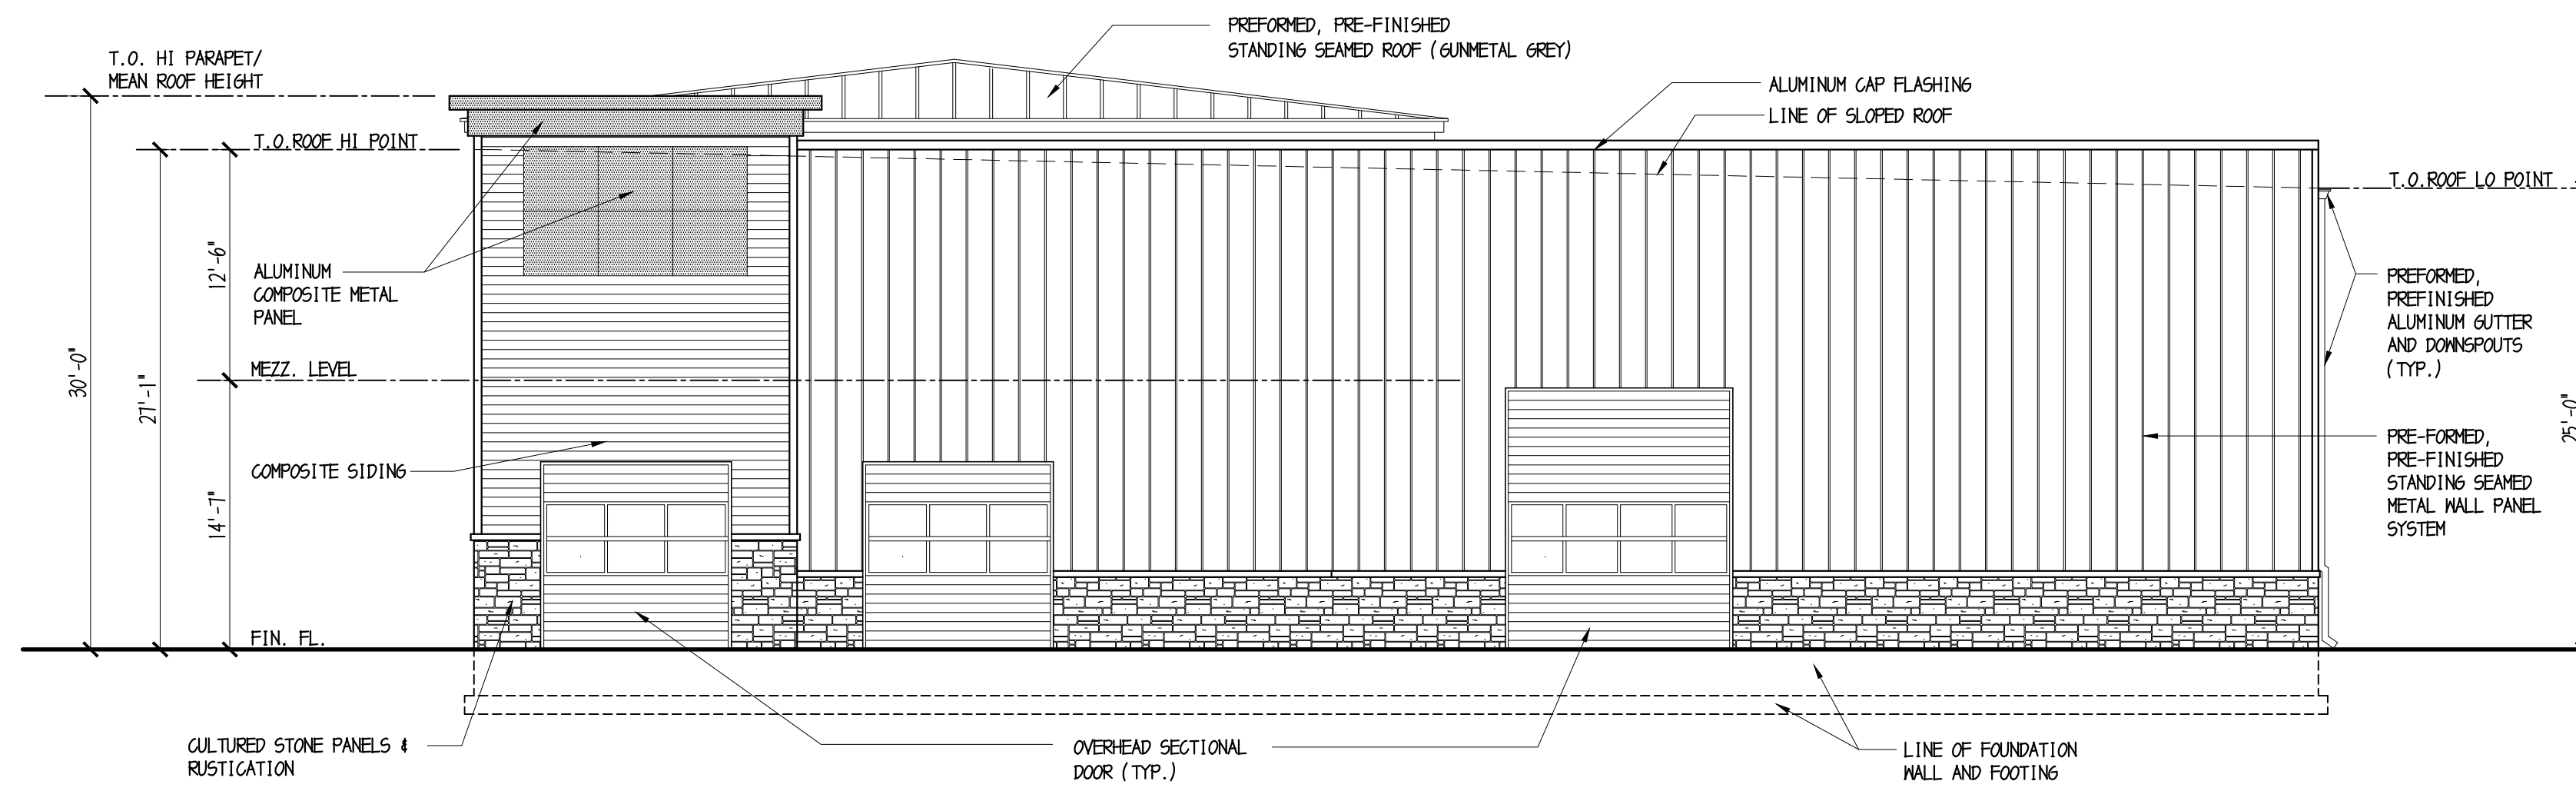 PREFORMED, PRE-FINISHED
STANDING SEAMED ROOF (GUNMETAL GREY)
T.O. HI PARAPET/
MEAN ROOF HEIGHT
ALUMINUM CAP FLASHING
LINE OF SLOPED ROOF
T.O.ROOF HI POINT
T.O.ROOF LO POINT
12'-6"
ALUMINUM
COMPOSITE METAL
PANEL
PREFORMED,
PREFINISHED
ALUMINUM GUTTER
AND DOWNSPOUTS
(TYP.)
30'-0"
27'-1"
MEZZ. LEVEL
25'-0"
COMPOSITE SIDING
14'-7"
PRE-FORMED,
PRE-FINISHED
STANDING SEAMED
METAL WALL PANEL
SYSTEM
FIN. FL.
CULTURED STONE PANELS &
RUSTICATION
OVERHEAD SECTIONAL
DOOR (TYP.)
LINE OF FOUNDATION
WALL AND FOOTING